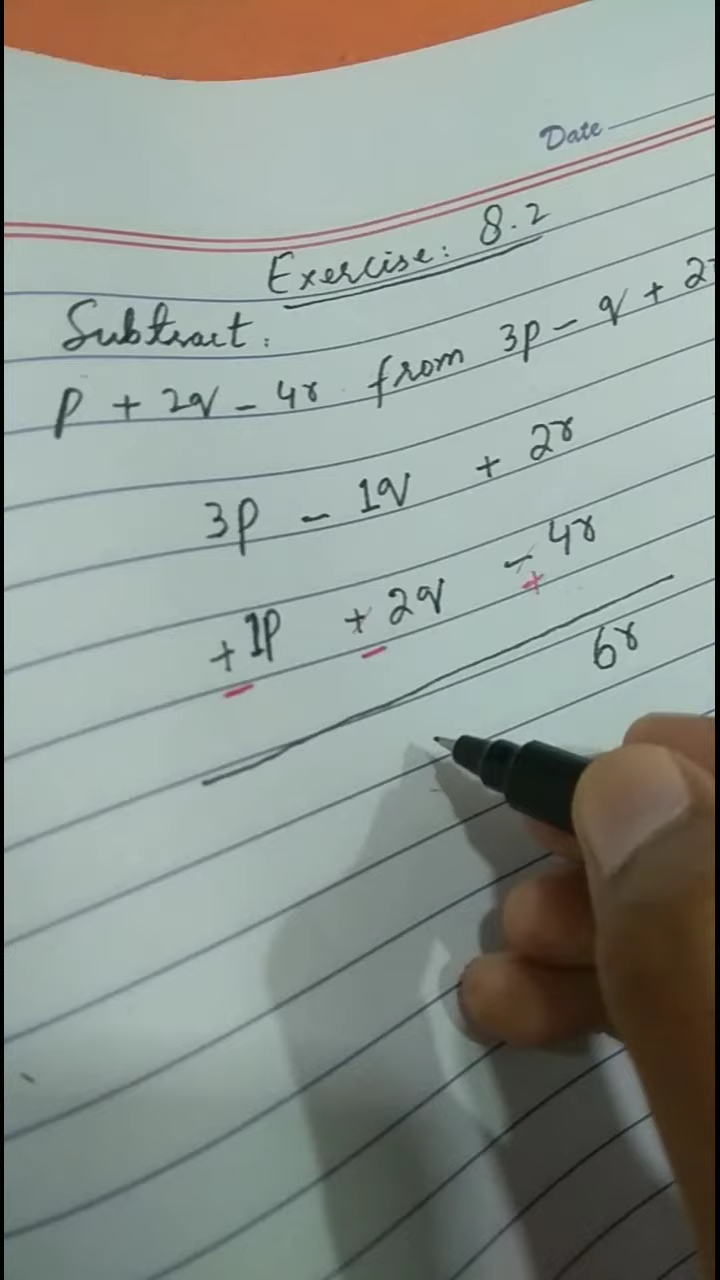 Date
Exercise: 8.2
Subtract:
p + 2q - 4r from 3p - q + 2
3p - 1q + 2r
+1p + 2q - 4r
- - +
6r